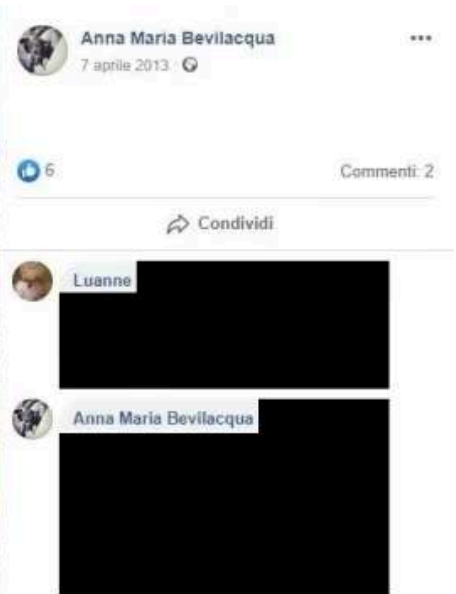 Anna Maria Bevilacqua
7 aprile 2013
6
Commenti: 2
Condividi
Luanne
Anna Maria Bevilacqua